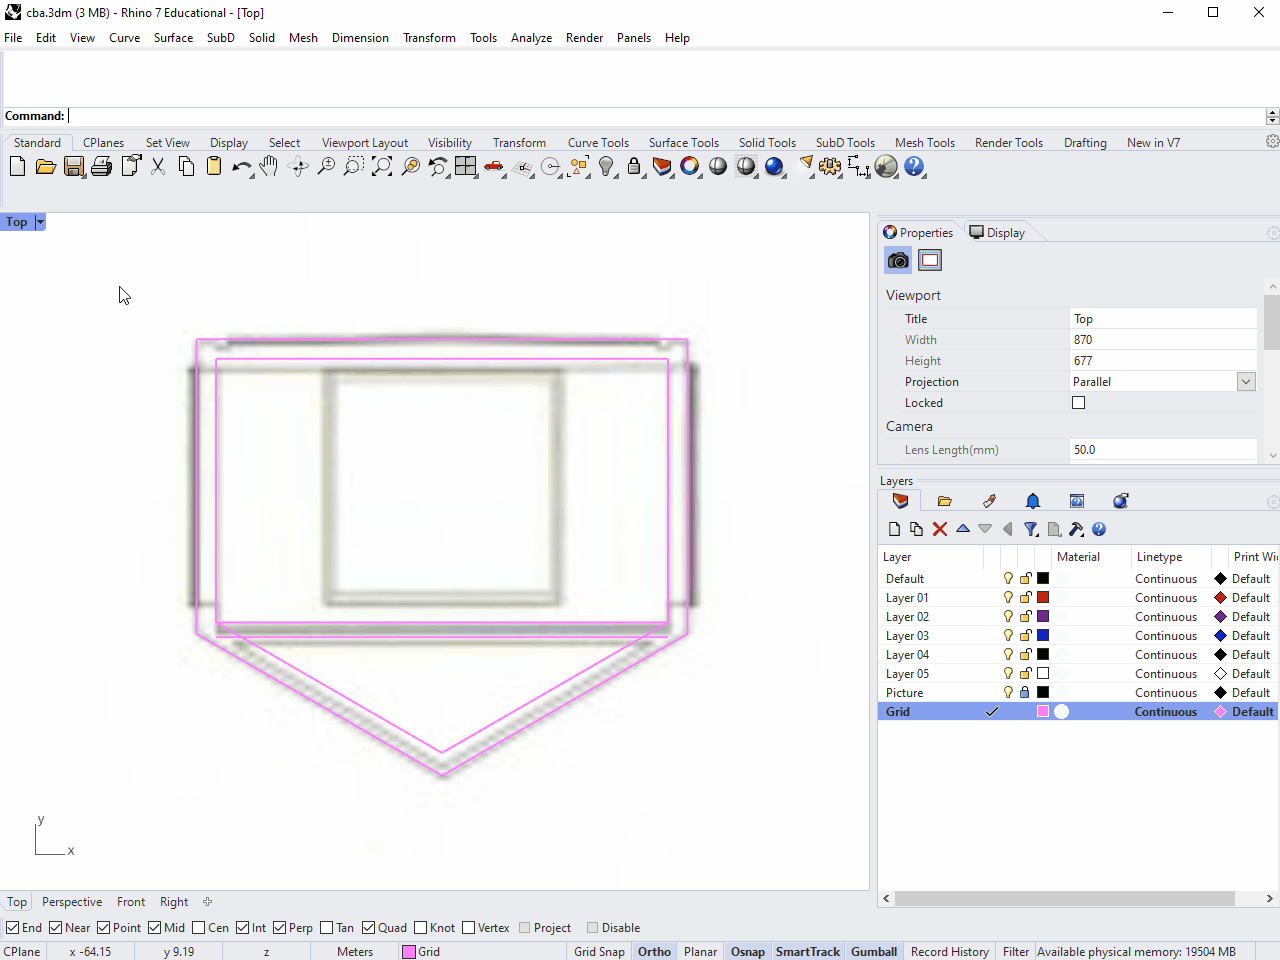 cba.3dm (3 MB) - Rhino 7 Educational - [Top]
File Edit View Curve Surface SubD Solid Mesh Dimension Transform Tools Analyze Render Panels Help
Command:
Standard CPlanes Set View Display Select Viewport Layout Visibility Transform Curve Tools Surface Tools Solid Tools SubD Tools Mesh Tools Render Tools Drafting New in V7
Top
Properties Display
Viewport
Title Top
Width 870
Height 677
Projection Parallel
Locked
Camera
Lens Length(mm) 50.0
Layers
Layer Material Linetype Print Wi
Default Continuous Default
Layer 01 Continuous Default
Layer 02 Continuous Default
Layer 03 Continuous Default
Layer 04 Continuous Default
Layer 05 Continuous Default
Picture Continuous Default
Grid Continuous Default
y
x
Top Perspective Front Right
End Near Point Mid Cen Int Perp Tan Quad Knot Vertex Project Disable
CPlane x -64.15 y 9.19 z Meters Grid Grid Snap Ortho Planar Osnap SmartTrack Gumball Record History Filter Available physical memory: 19504 MB